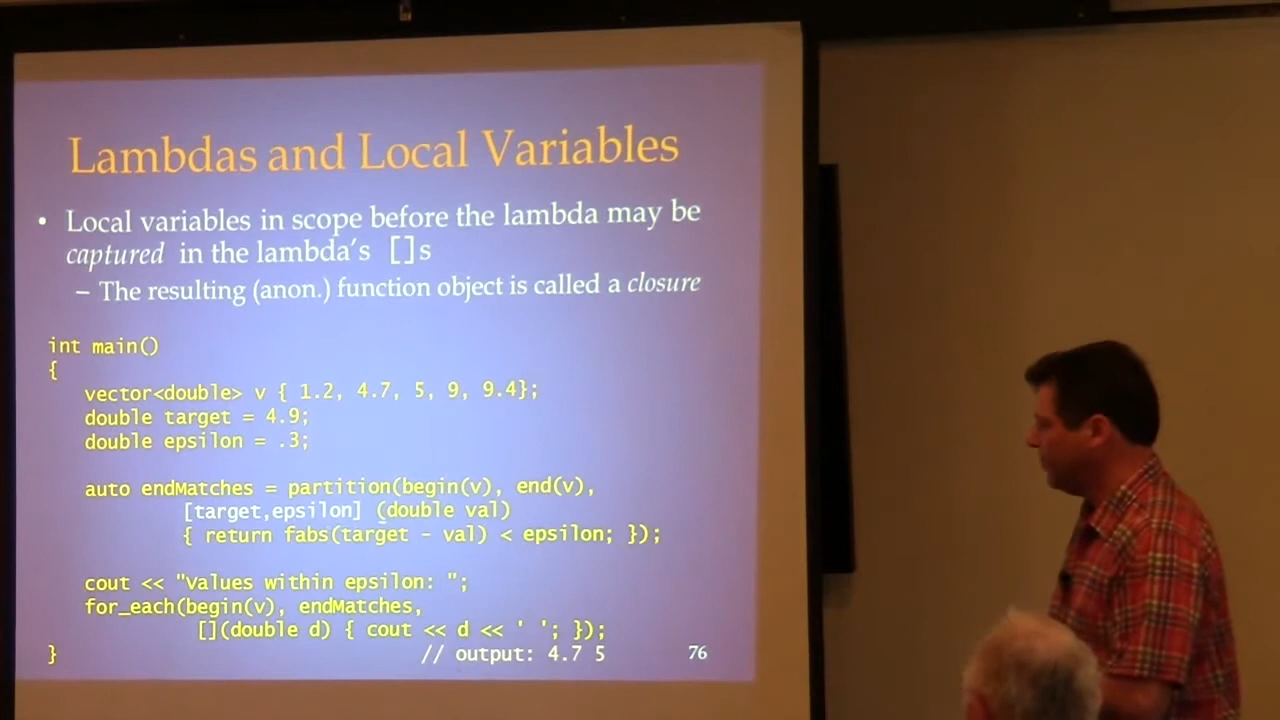 Lambdas and Local Variables
• Local variables in scope before the lambda may be
captured in the lambda's []s
– The resulting (anon.) function object is called a closure
int main()
{
vector<double> v { 1.2, 4.7, 5, 9, 9.4};
double target = 4.9;
double epsilon = .3;
auto endMatches = partition(begin(v), end(v),
[target,epsilon] (double val)
{ return fabs(target - val) < epsilon; });
cout << "Values within epsilon: ";
for_each(begin(v), endMatches,
[](double d) { cout << d << ' '; });
} // output: 4.7 5 76